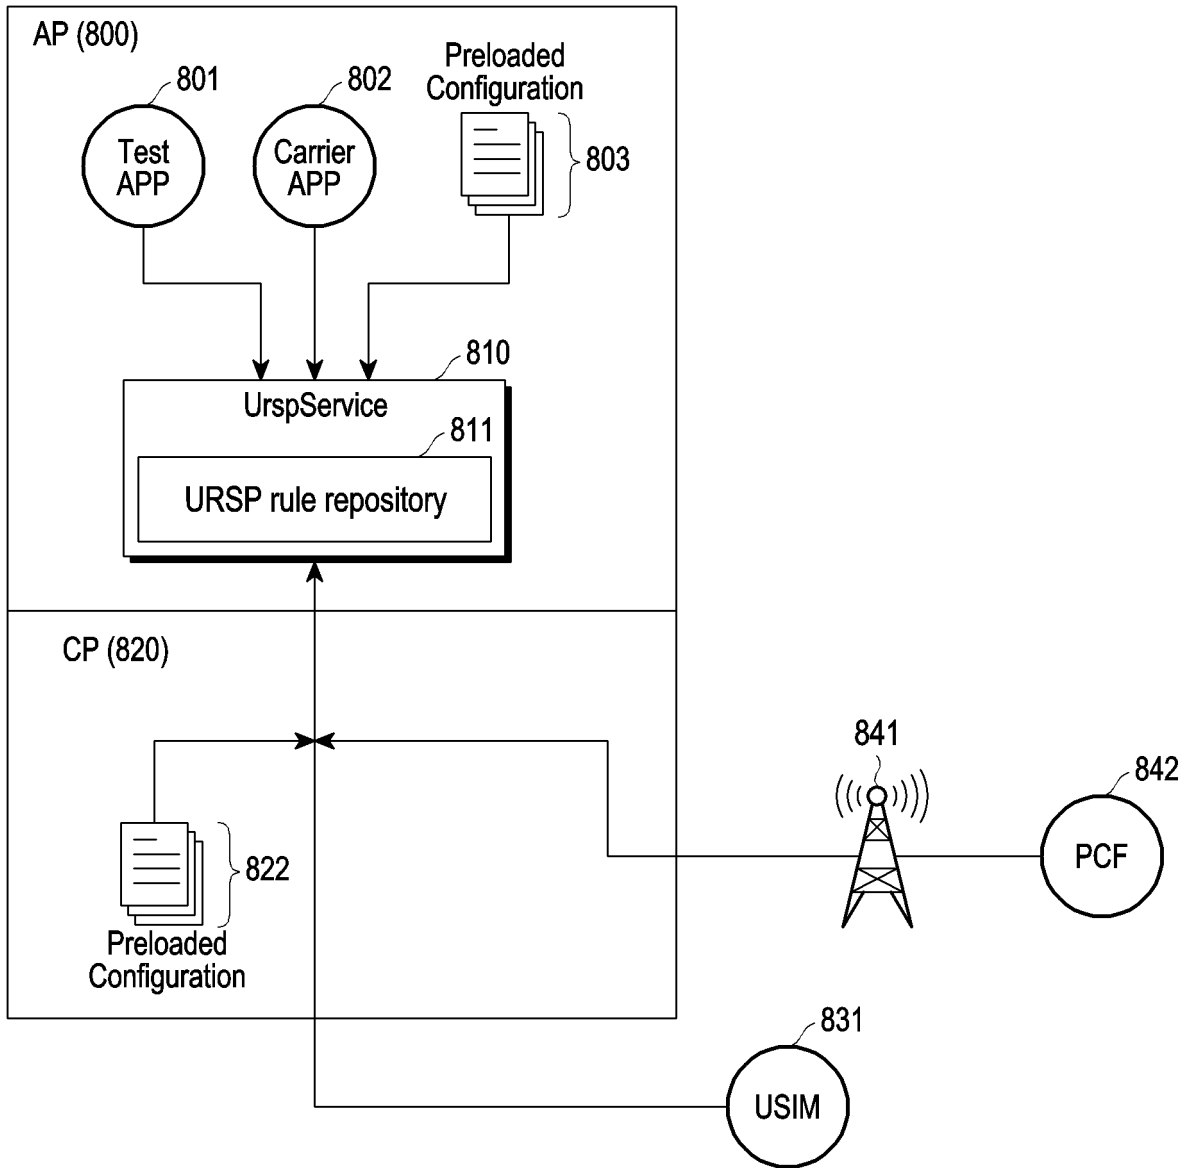 AP (800)
801
Test
APP
802
Carrier
APP
Preloaded
Configuration
803
810
UrspService
811
URSP rule repository
CP (820)
822
Preloaded
Configuration
841
842
PCF
831
USIM